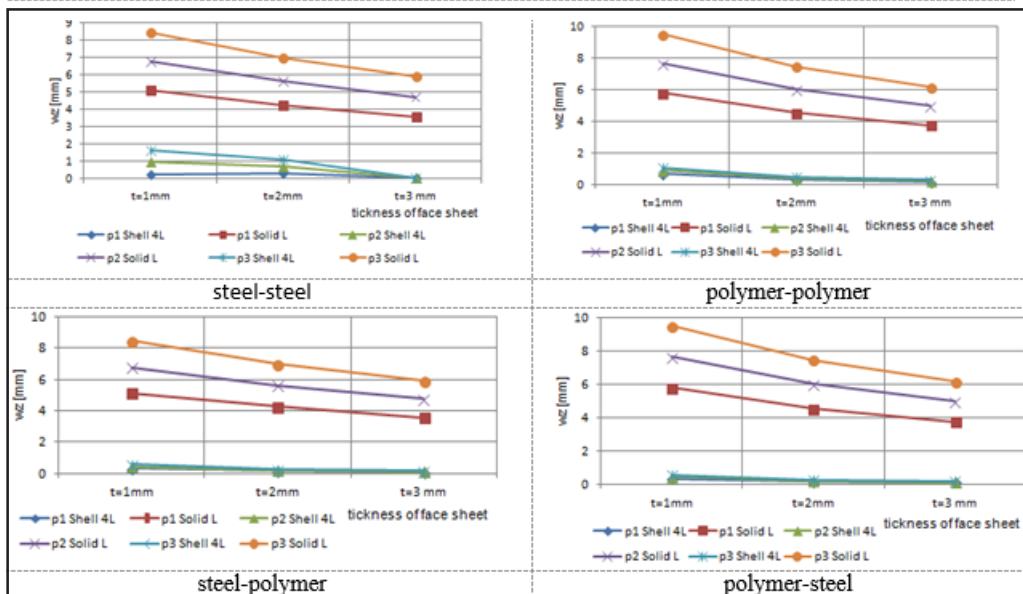 9
8
7
6
5
4
3
2
1
0
wz [mm]
t=1mm t=2mm t=3 mm
tickness of face sheet
p1 Shell 4L p1 Solid L p2 Shell 4L
p2 Solid L p3 Shell 4L p3 Solid L
steel-steel
10
8
6
4
2
0
wz [mm]
t=1mm t=2mm t=3 mm
tickness of face sheet
p1 Shell 4L p1 Solid L p2 Shell 4L
p2 Solid L p3 Shell 4L p3 Solid L
polymer-polymer
10
8
6
4
2
0
wz [mm]
t=1mm t=2mm t=3 mm
tickness of face sheet
p1 Shell 4L p1 Solid L p2 Shell 4L
p2 Solid L p3 Shell 4L p3 Solid L
steel-polymer
10
8
6
4
2
0
wz [mm]
t=1mm t=2mm t=3 mm
tickness of face sheet
p1 Shell 4L p1 Solid L p2 Shell 4L
p2 Solid L p3 Shell 4L p3 Solid L
polymer-steel